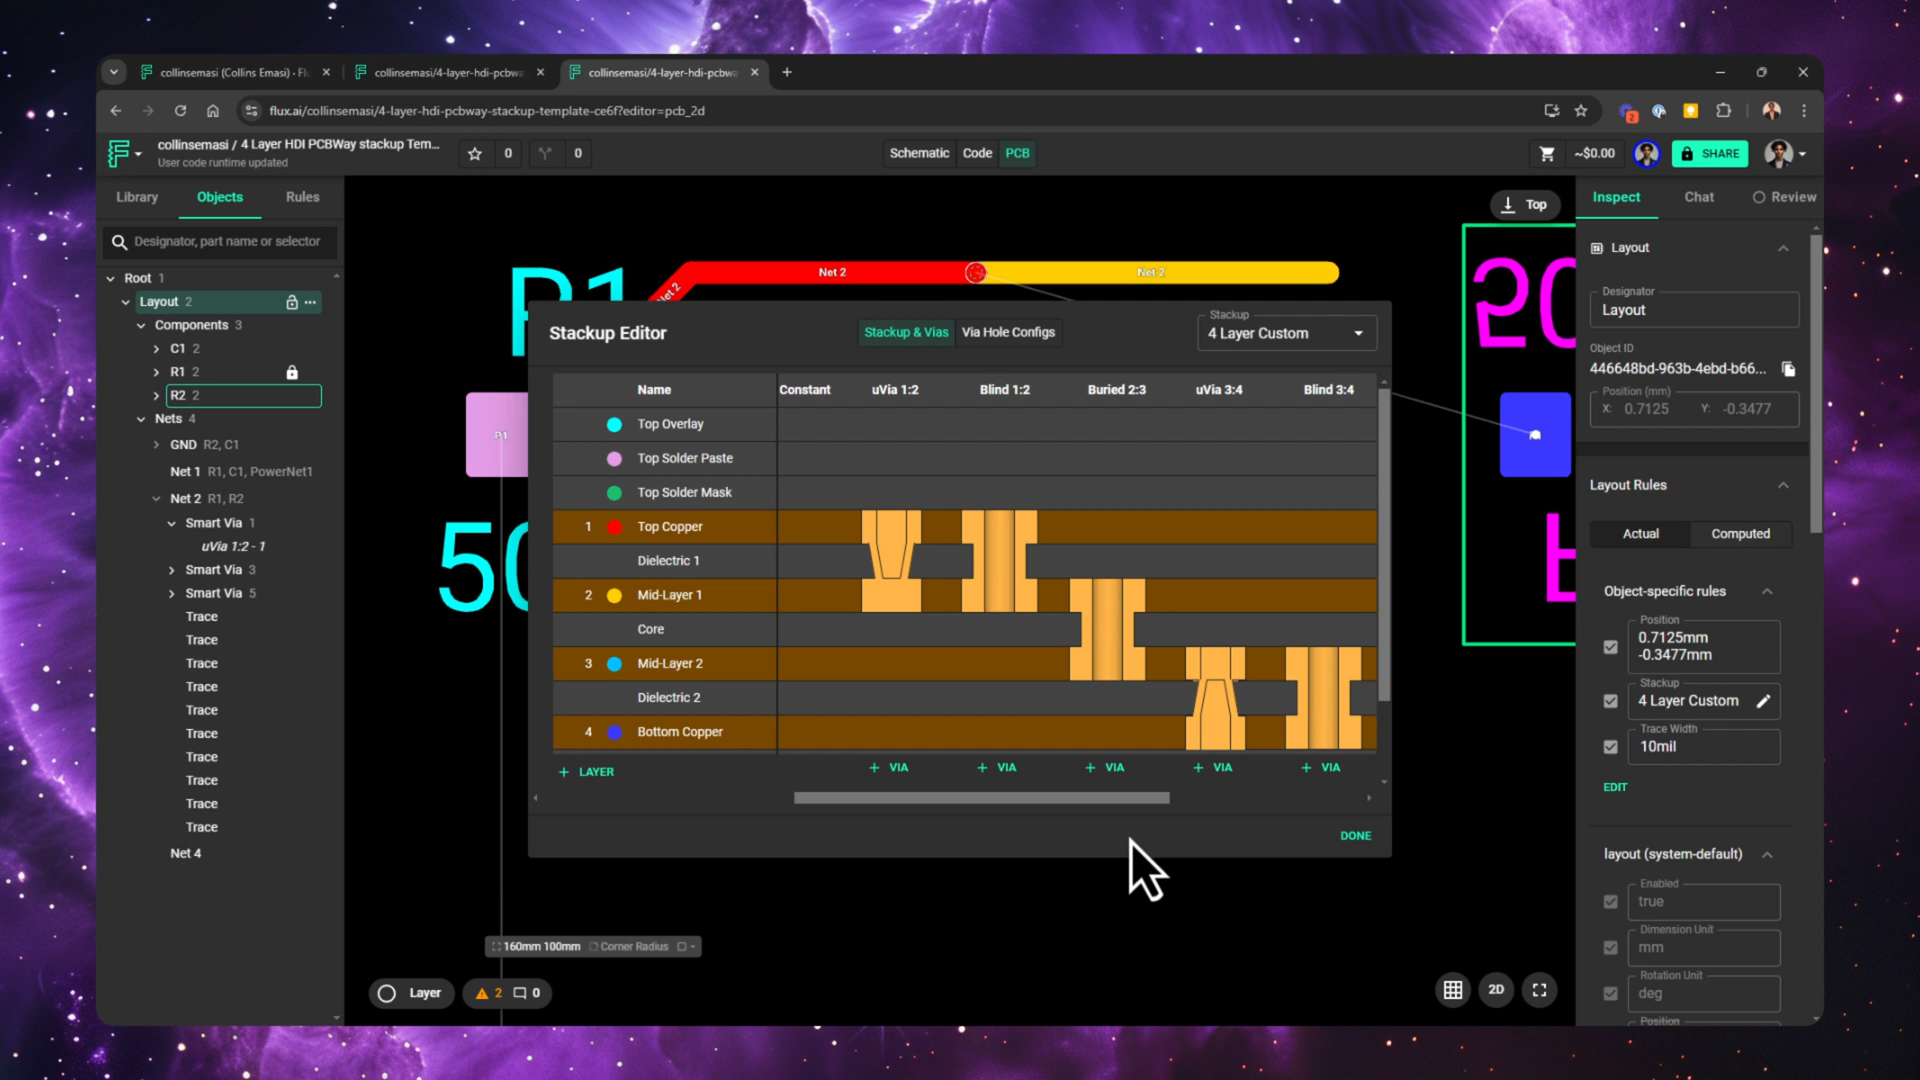 collinsemasi (Collins Emasi) · Fl
collinsemasi/4-layer-hdi-pcbwa
collinsemasi/4-layer-hdi-pcbwa
flux.ai/collinsemasi/4-layer-hdi-pcbway-stackup-template-ce6f?editor=pcb_2d
2
collinsemasi / 4 Layer HDI PCBWay stackup Tem...
User code runtime updated
0
0
Schematic Code PCB
~$0.00
SHARE
Library Objects Rules
Designator, part name or selector
Root 1
Layout 2
Components 3
C1 2
R1 2
R2 2
Nets 4
GND R2, C1
Net 1 R1, C1, PowerNet1
Net 2 R1, R2
Smart Via 1
uVia 1:2 - 1
Smart Via 3
Smart Via 5
Trace
Trace
Trace
Trace
Trace
Trace
Trace
Trace
Trace
Trace
Net 4
Top
Net 2
Net 2
Net 2
P1
50
Stackup Editor
Stackup & Vias
Via Hole Configs
Stackup
4 Layer Custom
Name Constant uVia 1:2 Blind 1:2 Buried 2:3 uVia 3:4 Blind 3:4
Top Overlay
Top Solder Paste
Top Solder Mask
1 Top Copper
Dielectric 1
2 Mid-Layer 1
Core
3 Mid-Layer 2
Dielectric 2
4 Bottom Copper
+ LAYER
+ VIA
+ VIA
+ VIA
+ VIA
+ VIA
DONE
160mm 100mm Corner Radius
Layer
2
0
2D
Inspect Chat Review
Layout
Designator
Layout
Object ID
446648bd-963b-4ebd-b66...
Position (mm)
X: 0.7125 Y: -0.3477
Layout Rules
Actual Computed
Object-specific rules
Position
0.7125mm
-0.3477mm
Stackup
4 Layer Custom
Trace Width
10mil
EDIT
layout (system-default)
Enabled
true
Dimension Unit
mm
Rotation Unit
deg
Position